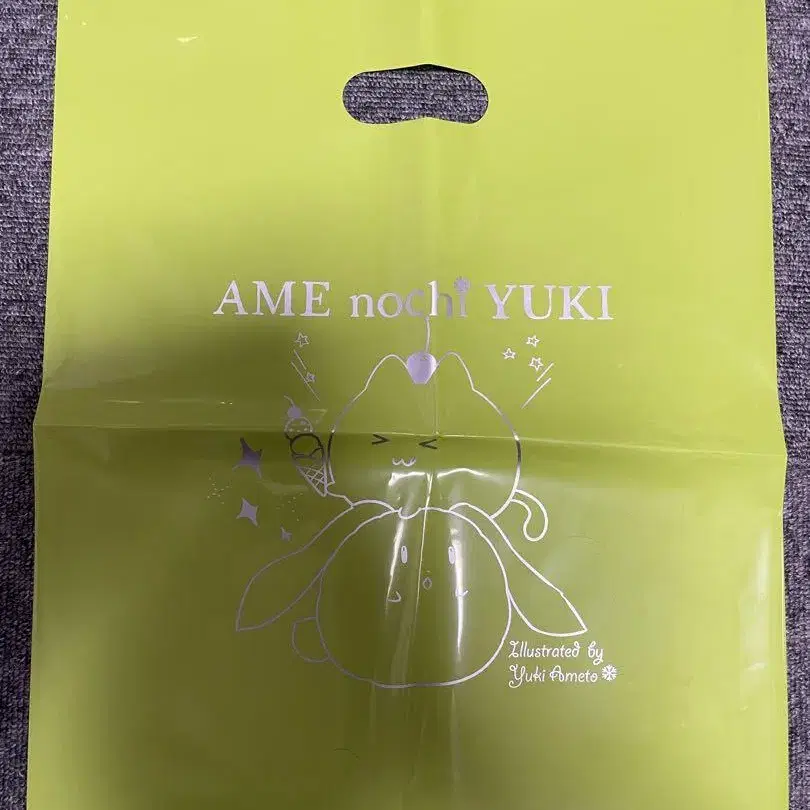 AME nochi YUKI
Illustrated by
Yuki Ameto